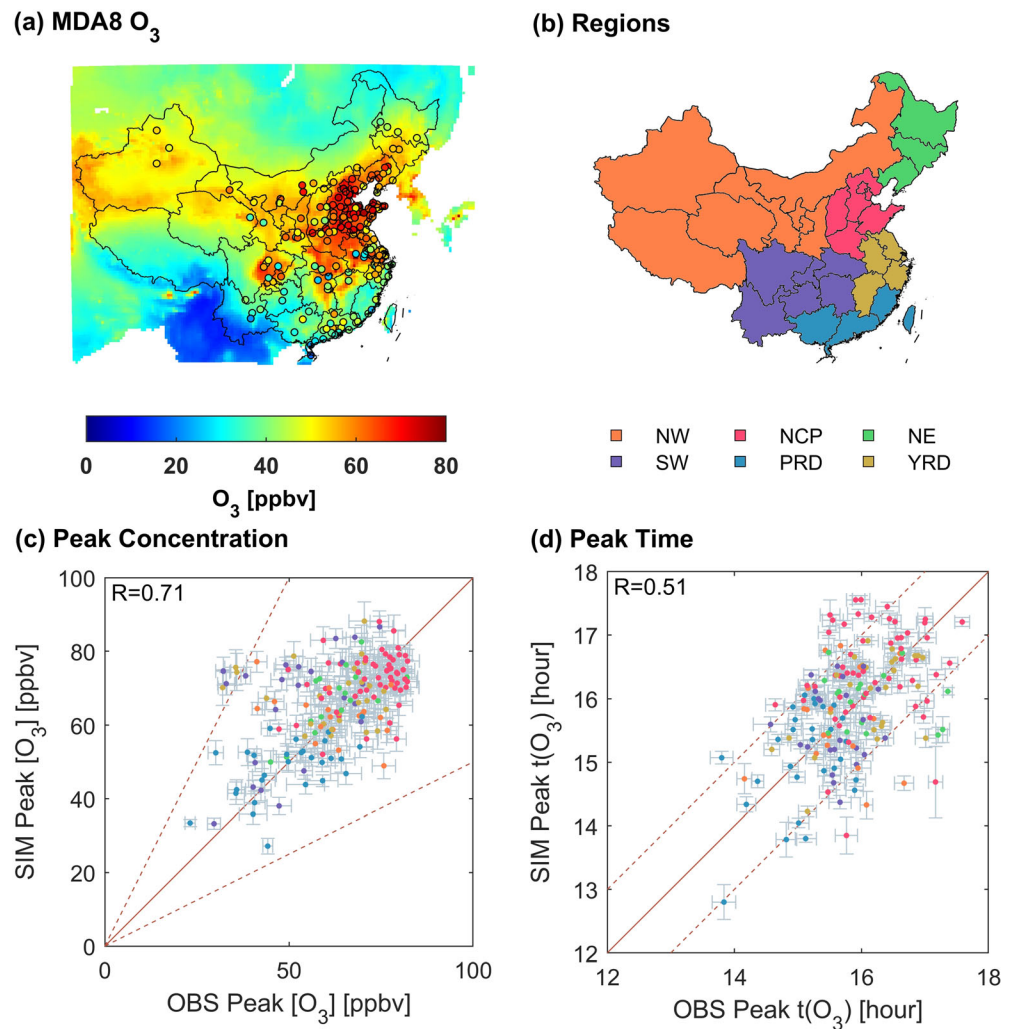 (a) MDA8 O3
(b) Regions
0 20 40 60 80
O3 [ppbv]
NW NCP NE
SW PRD YRD
(c) Peak Concentration
(d) Peak Time
R=0.71
100
80
60
40
20
0
SIM Peak [O3] [ppbv]
0 50 100
OBS Peak [O3] [ppbv]
R=0.51
18
17
16
15
14
13
12
SIM Peak t(O3) [hour]
12 14 16 18
OBS Peak t(O3) [hour]